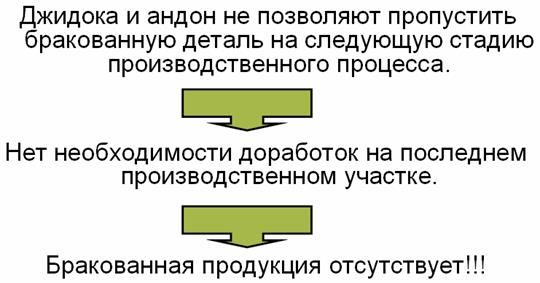 Джидока и андон не позволяют пропустить
бракованную деталь на следующую стадию
производственного процесса.
Нет необходимости доработок на последнем
производственном участке.
Бракованная продукция отсутствует!!!